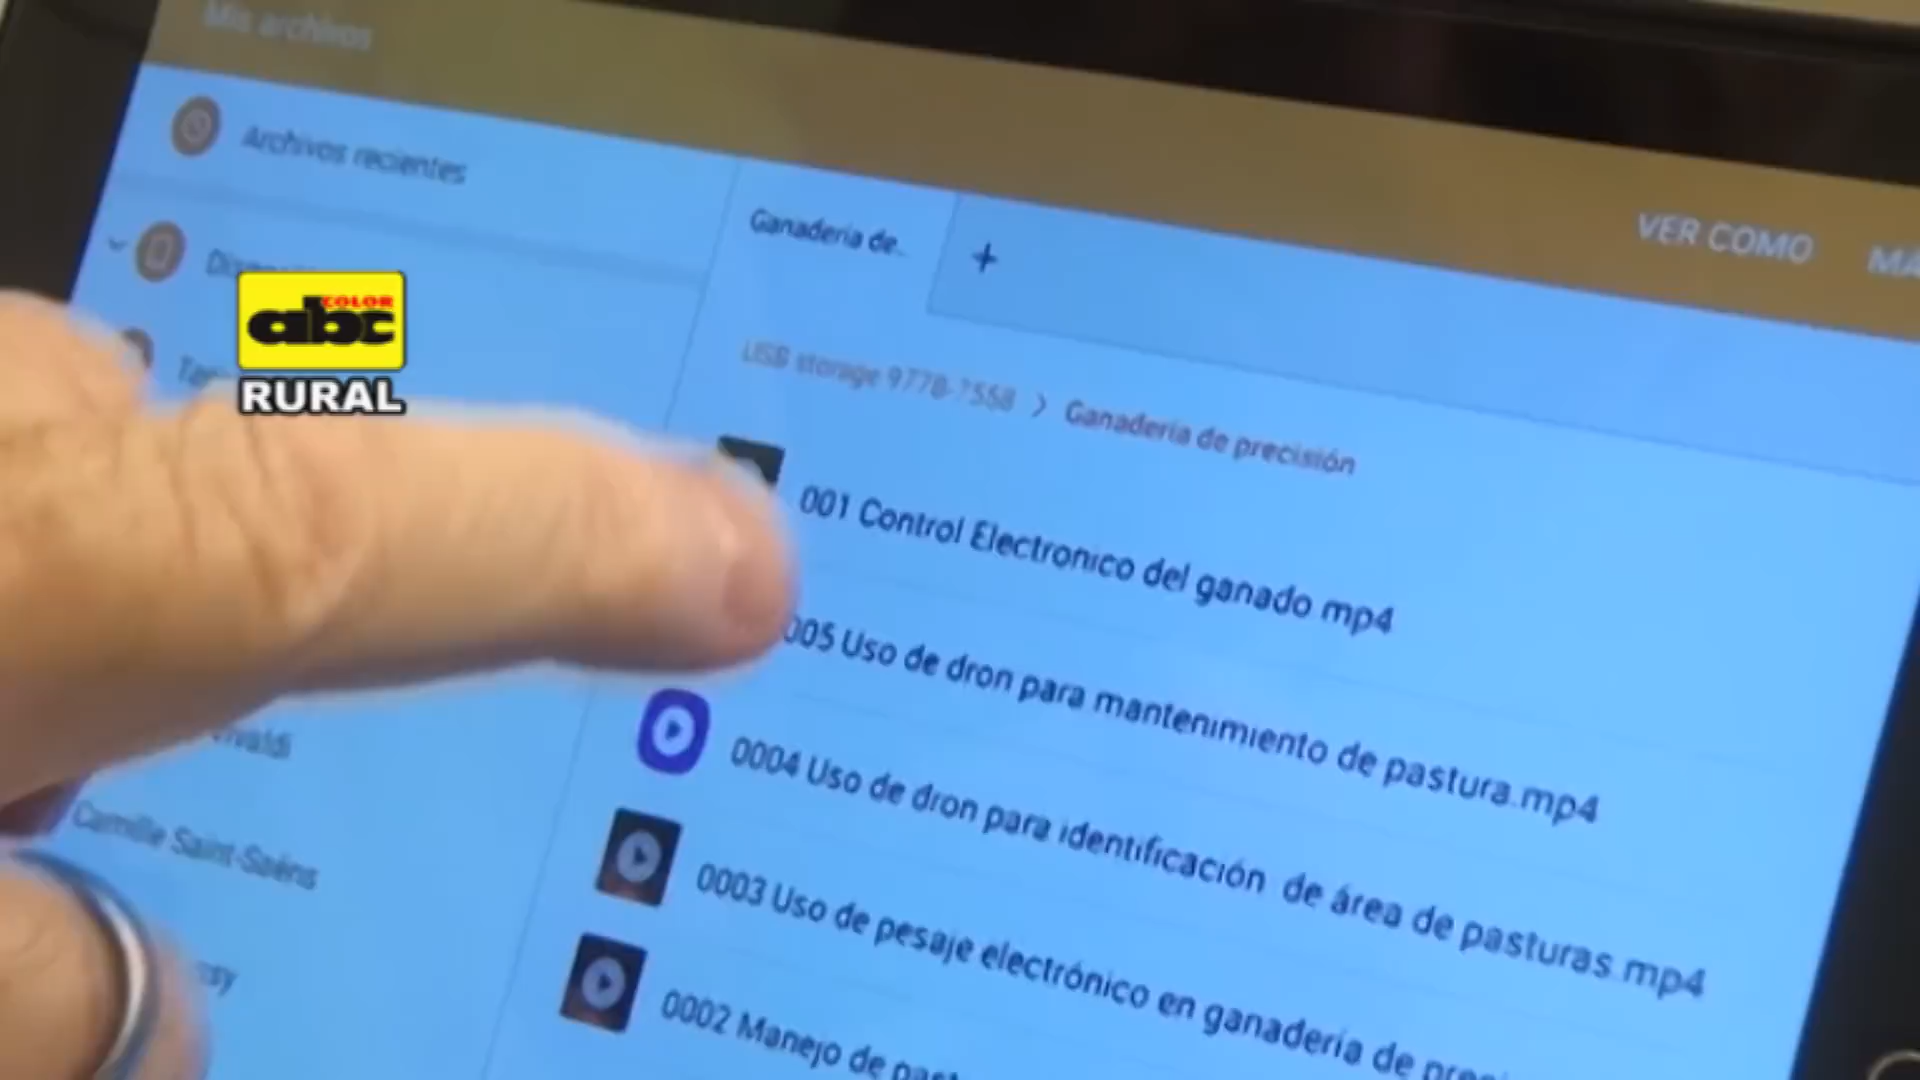 Mis archivos
Archivos recientes
Ganaderia de..
+
VER COMO
USB storage 9778-7558 > Ganaderia de precisión
COLOR
abc
RURAL
001 Control Electronico del ganado mp4
005 Uso de dron para mantenimiento de pastura.mp4
0004 Uso de dron para identificación de área de pasturas.mp4
0003 Uso de pesaje electrónico en ganadería de
0002 Manejo de
Camille Saint-Saëns